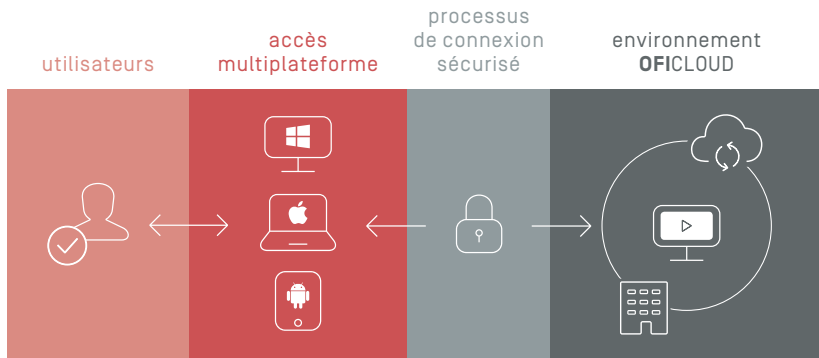 utilisateurs
accès
multiplateforme
processus
de connexion
sécurisé
environnement
OFICLOUD